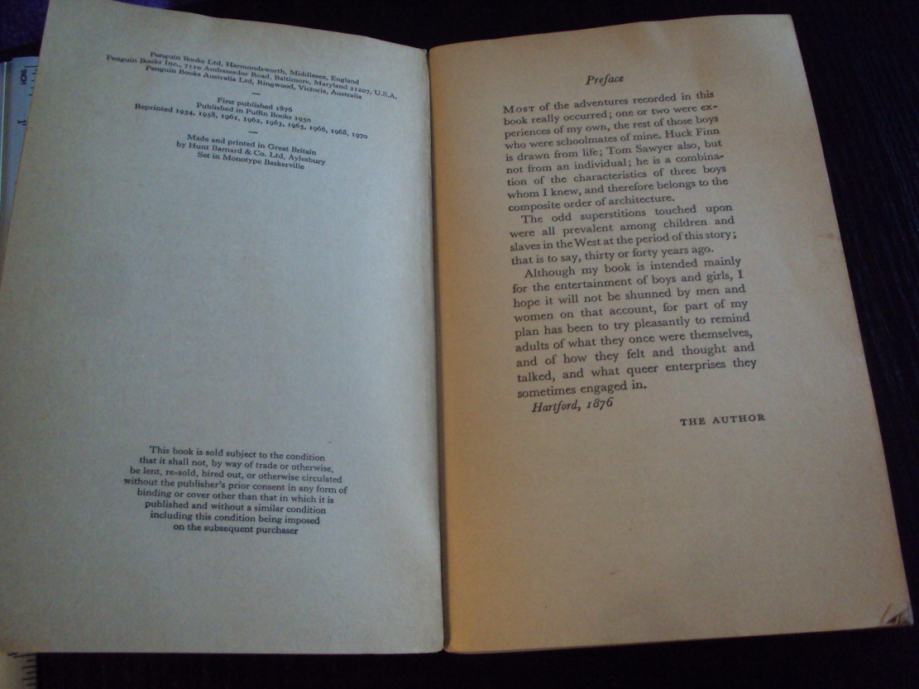 Penguin Books Ltd, Harmondsworth, Middlesex, England
Penguin Books Inc., 7110 Ambassador Road, Baltimore, Maryland 21207, U.S.A.
Penguin Books Australia Ltd, Ringwood, Victoria, Australia
—
First published 1876
Published in Puffin Books 1950
Reprinted 1954, 1958, 1961, 1962, 1963, 1965, 1966, 1968, 1970
—
Made and printed in Great Britain
by Hunt Barnard & Co. Ltd, Aylesbury
Set in Monotype Baskerville
This book is sold subject to the condition
that it shall not, by way of trade or otherwise,
be lent, re-sold, hired out, or otherwise circulated
without the publisher's prior consent in any form of
binding or cover other than that in which it is
published and without a similar condition
including this condition being imposed
on the subsequent purchaser
Preface
MOST of the adventures recorded in this
book really occurred; one or two were ex-
periences of my own, the rest of those boys
who were schoolmates of mine. Huck Finn
is drawn from life; Tom Sawyer also, but
not from an individual; he is a combina-
tion of the characteristics of three boys
whom I knew, and therefore belongs to the
composite order of architecture.
The odd superstitions touched upon
were all prevalent among children and
slaves in the West at the period of this story;
that is to say, thirty or forty years ago.
Although my book is intended mainly
for the entertainment of boys and girls, I
hope it will not be shunned by men and
women on that account, for part of my
plan has been to try pleasantly to remind
adults of what they once were themselves,
and of how they felt and thought and
talked, and what queer enterprises they
sometimes engaged in.
Hartford, 1876
THE AUTHOR